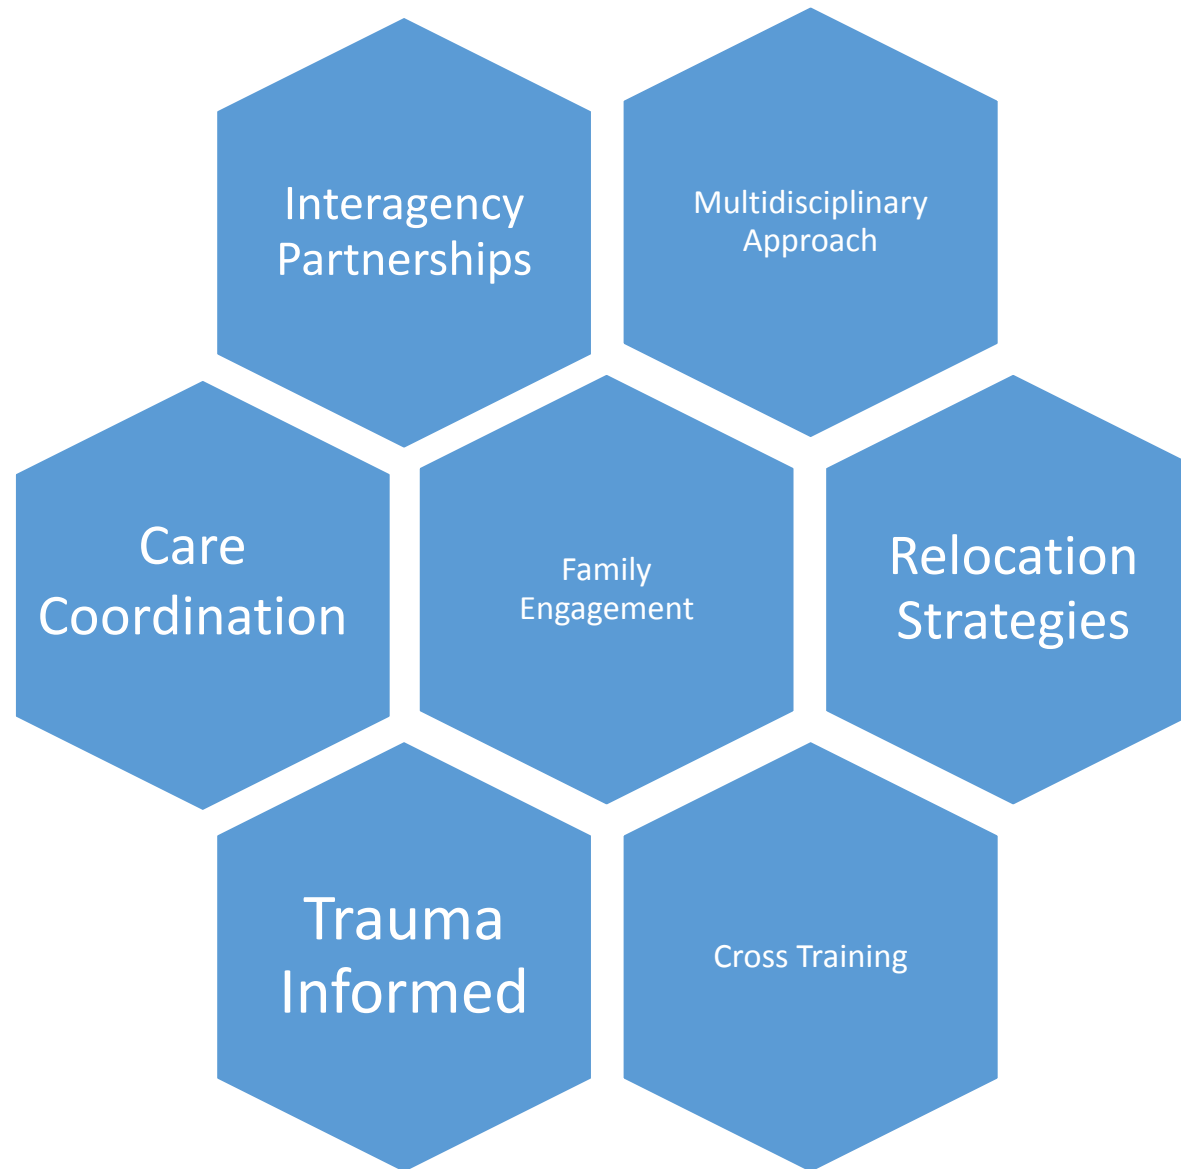 Interagency
Partnerships
Multidisciplinary
Approach
Care
Coordination
Family
Engagement
Relocation
Strategies
Trauma
Informed
Cross Training